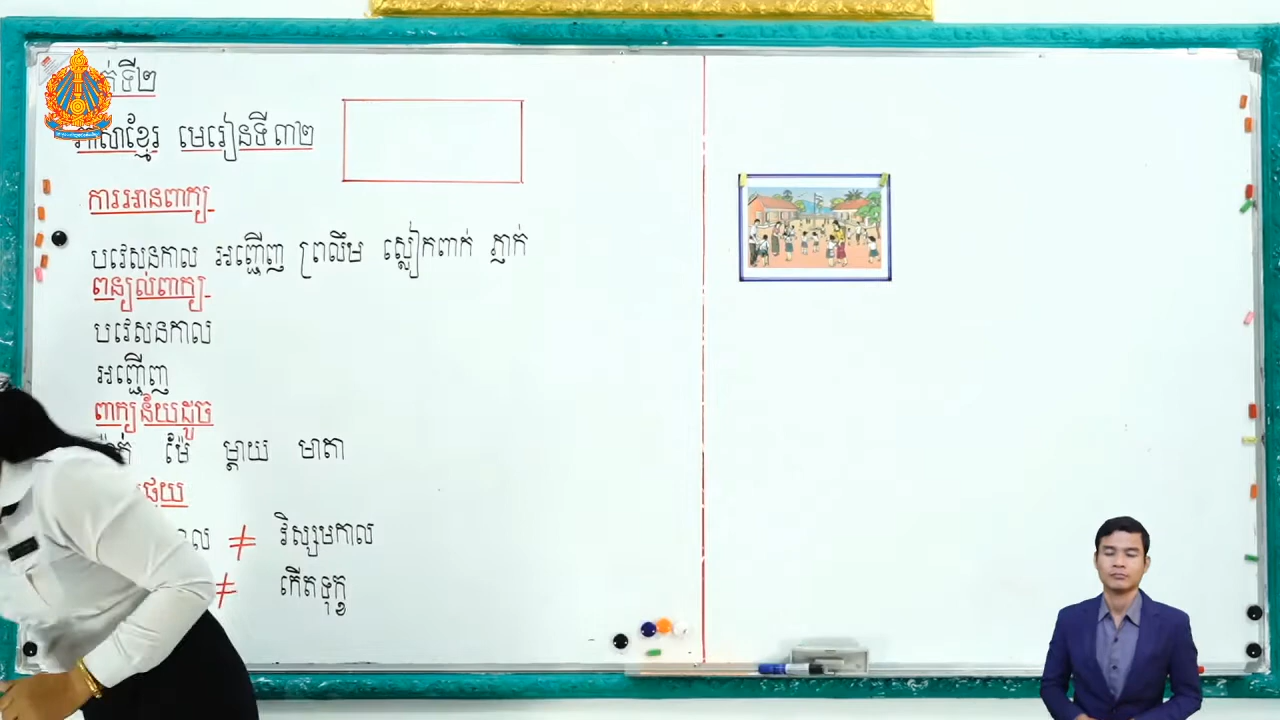 ទី២
ភាសាខ្មែរ មេរៀនទី៣២
ការអានពាក្យ
បវេសនកាល អញ្ជើញ ព្រលឹម ស្លៀកពាក់ ភ្ញាក់
ពន្យល់ពាក្យ
បវេសនកាល
អញ្ជើញ
ពាក្យន័យដូច
ម៉ែ ម្តាយ មាតា
ផ្ទុយ
≠ វិស្សមកាល
≠ កើតទុក្ខ